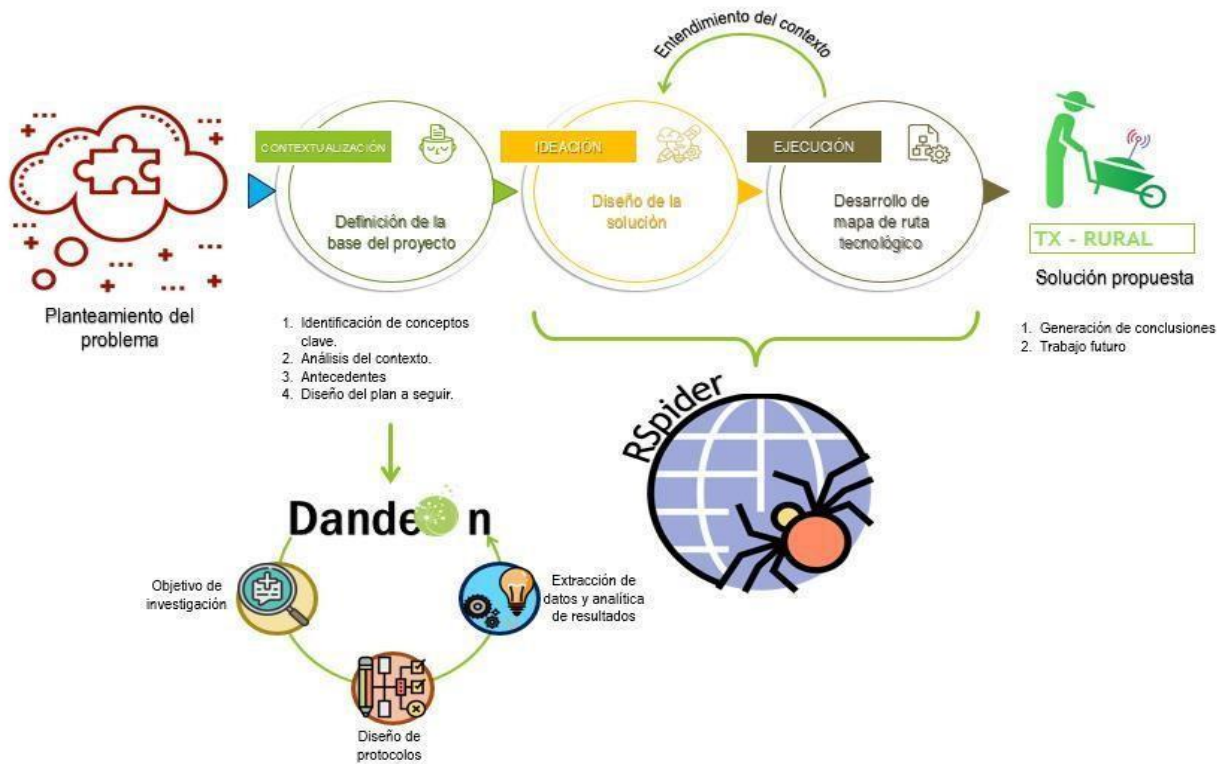 Entendimiento del contexto
CONTEXTUALIZACIÓN
Definición de la
base del proyecto
IDEACIÓN
Diseño de la
solución
EJECUCIÓN
Desarrollo de
mapa de ruta
tecnológico
TX - RURAL
Solución propuesta
Planteamiento del
problema
1. Identificación de conceptos
clave.
2. Análisis del contexto.
3. Antecedentes
4. Diseño del plan a seguir.
1. Generación de conclusiones
2. Trabajo futuro
RSpider
Dande n
Objetivo de
investigación
Extracción de
datos y analítica
de resultados
Diseño de
protocolos